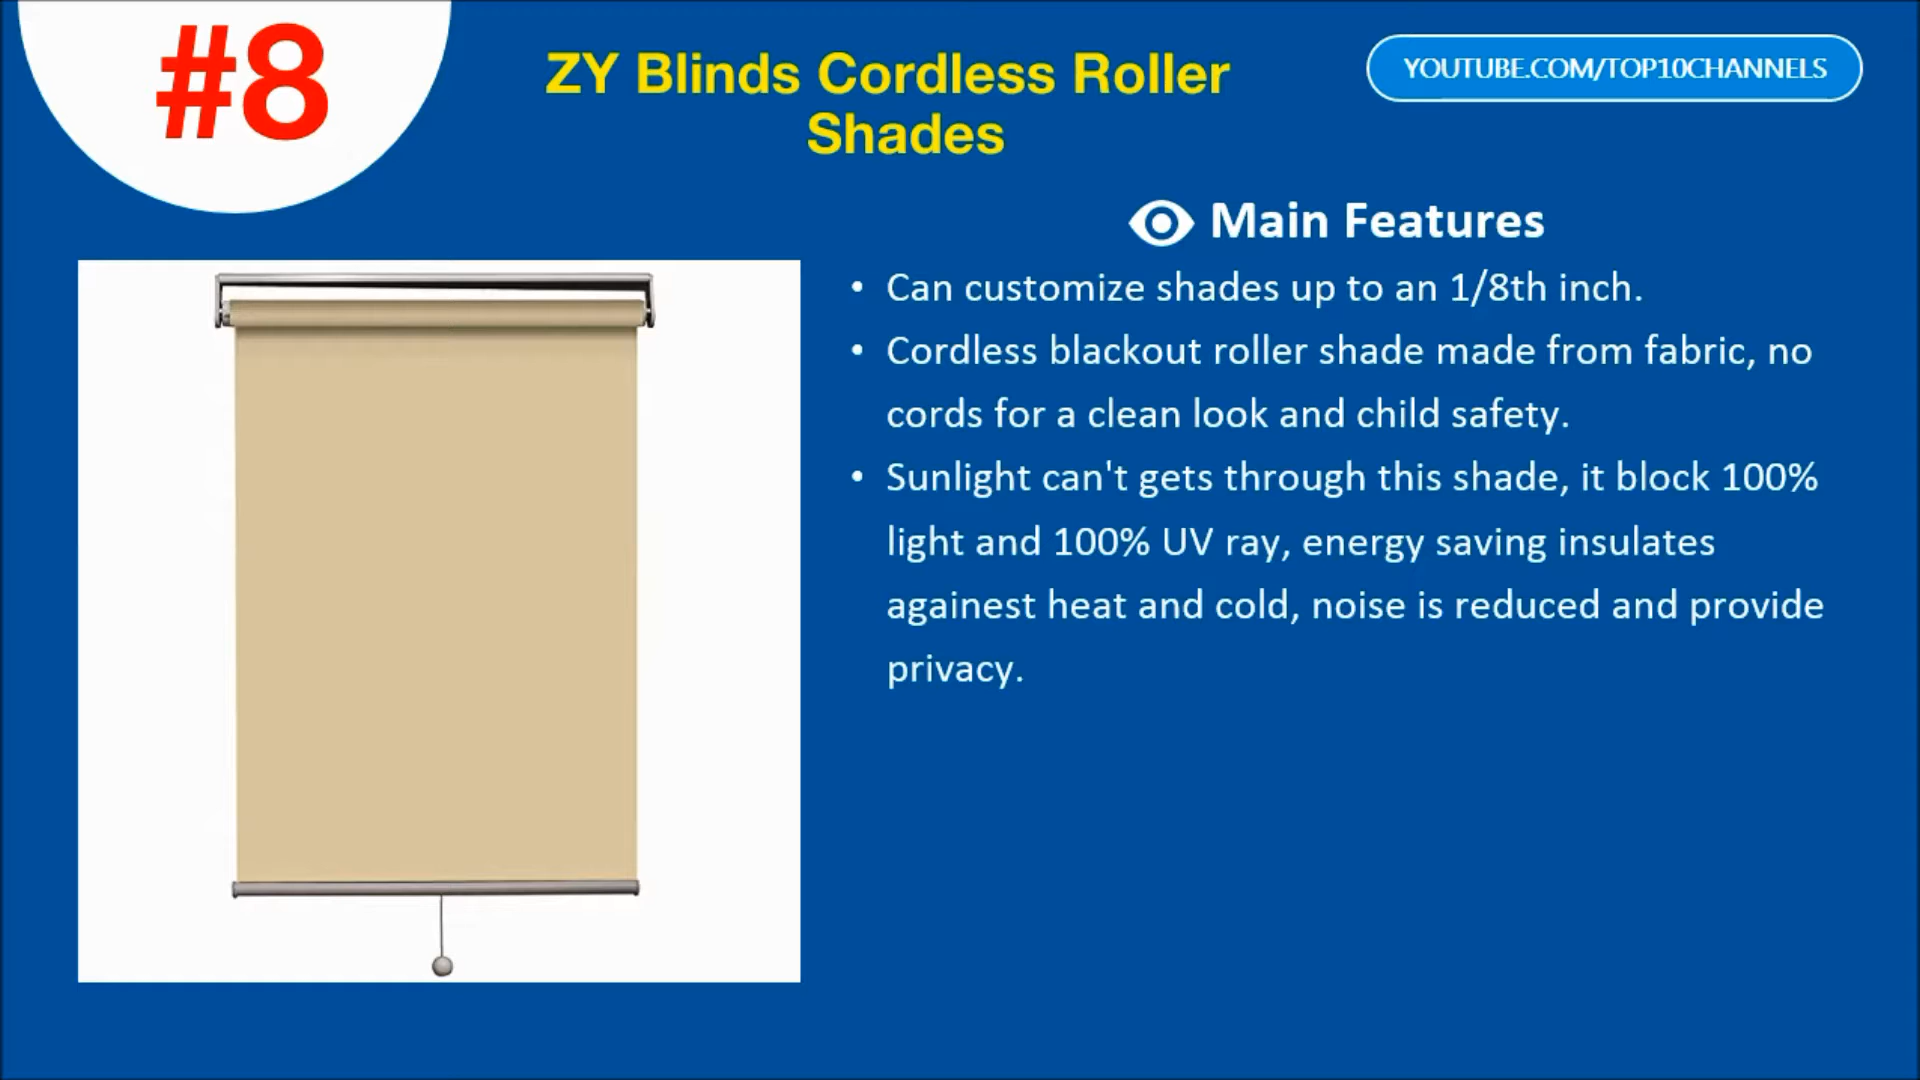 #8
ZY Blinds Cordless Roller
Shades
YOUTUBE.COM/TOP10CHANNELS
Main Features
• Can customize shades up to an 1/8th inch.
• Cordless blackout roller shade made from fabric, no
cords for a clean look and child safety.
• Sunlight can't gets through this shade, it block 100%
light and 100% UV ray, energy saving insulates
againest heat and cold, noise is reduced and provide
privacy.